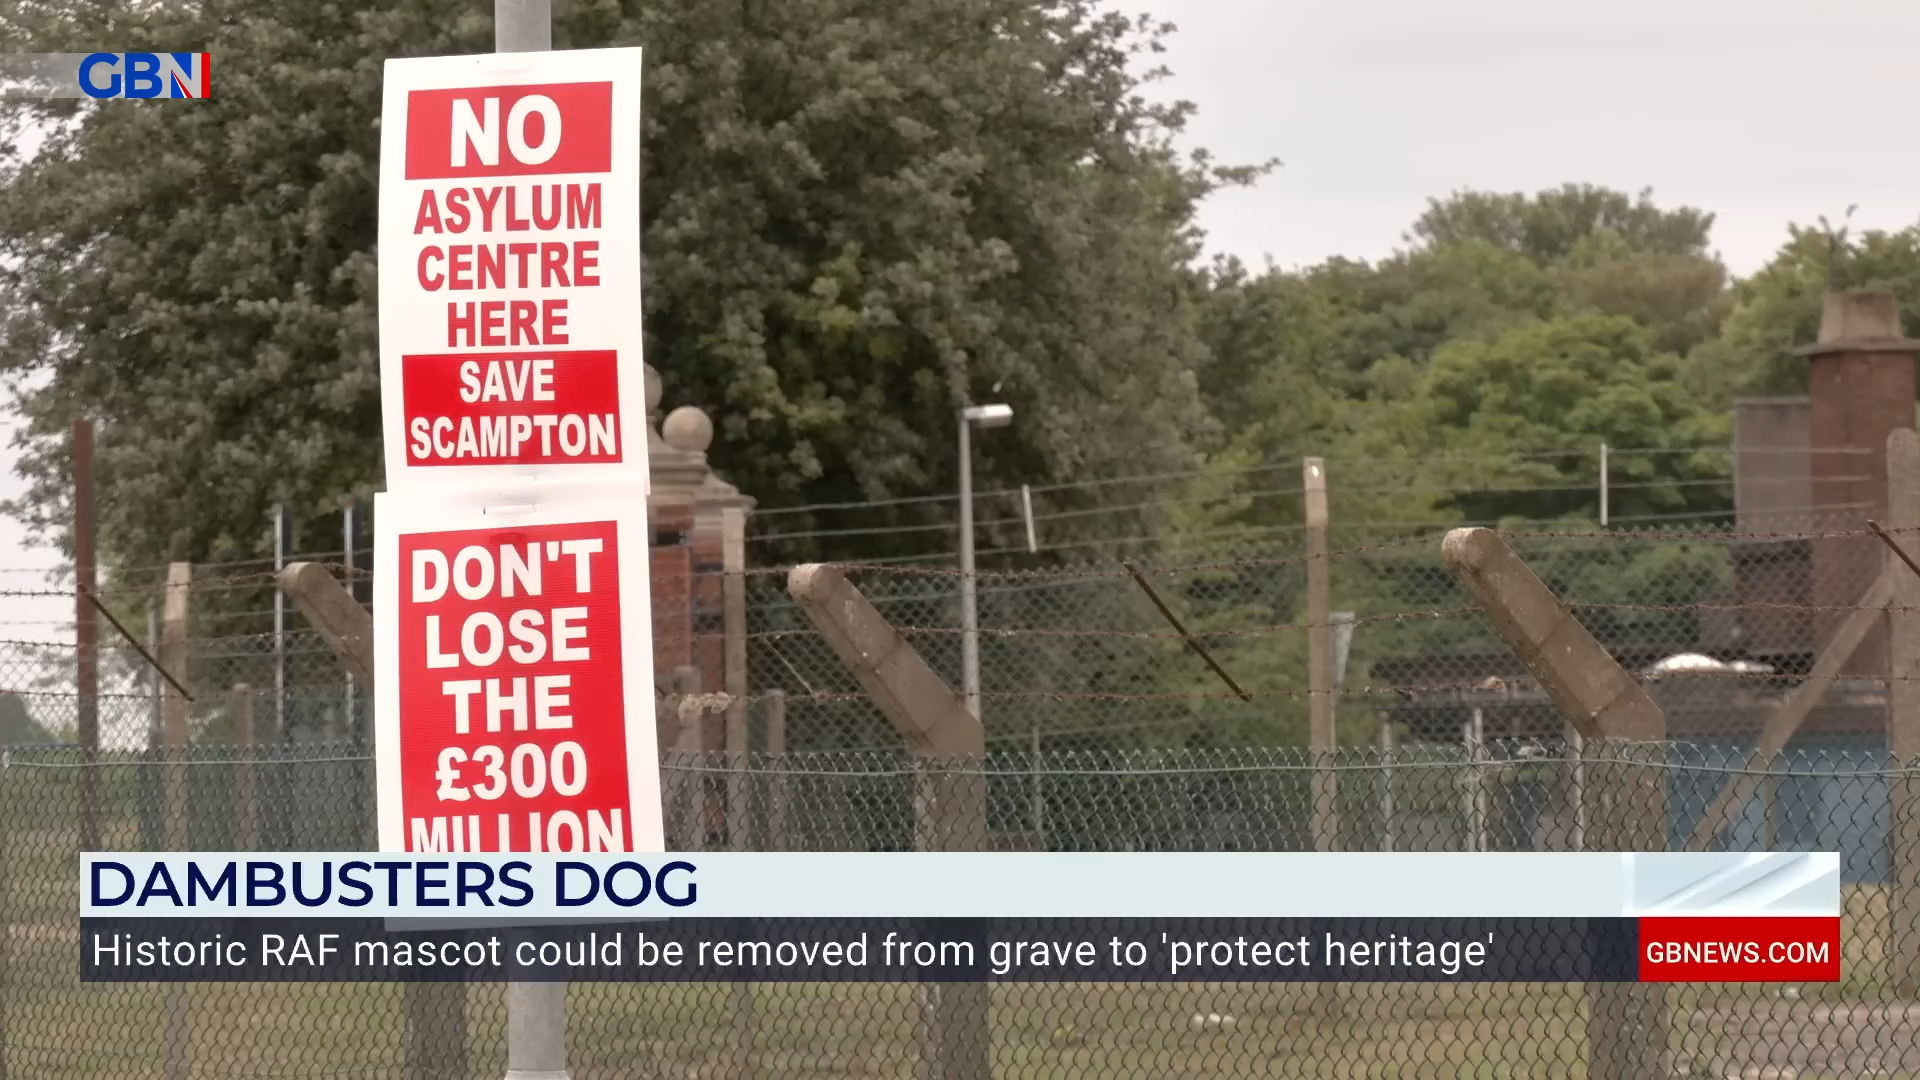 GBN
NO
ASYLUM
CENTRE
HERE
SAVE
SCAMPTON
DON'T
LOSE
THE
£300
MILLION
DAMBUSTERS DOG
Historic RAF mascot could be removed from grave to 'protect heritage'
GBNEWS.COM